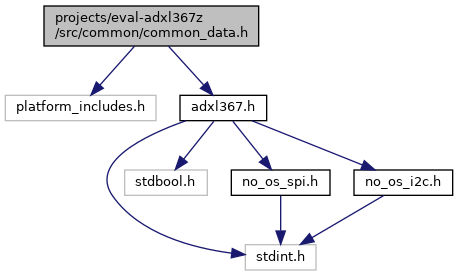 projects/eval-adxl367z
/src/common/common_data.h
platform_includes.h
adxl367.h
stdbool.h
no_os_spi.h
no_os_i2c.h
stdint.h